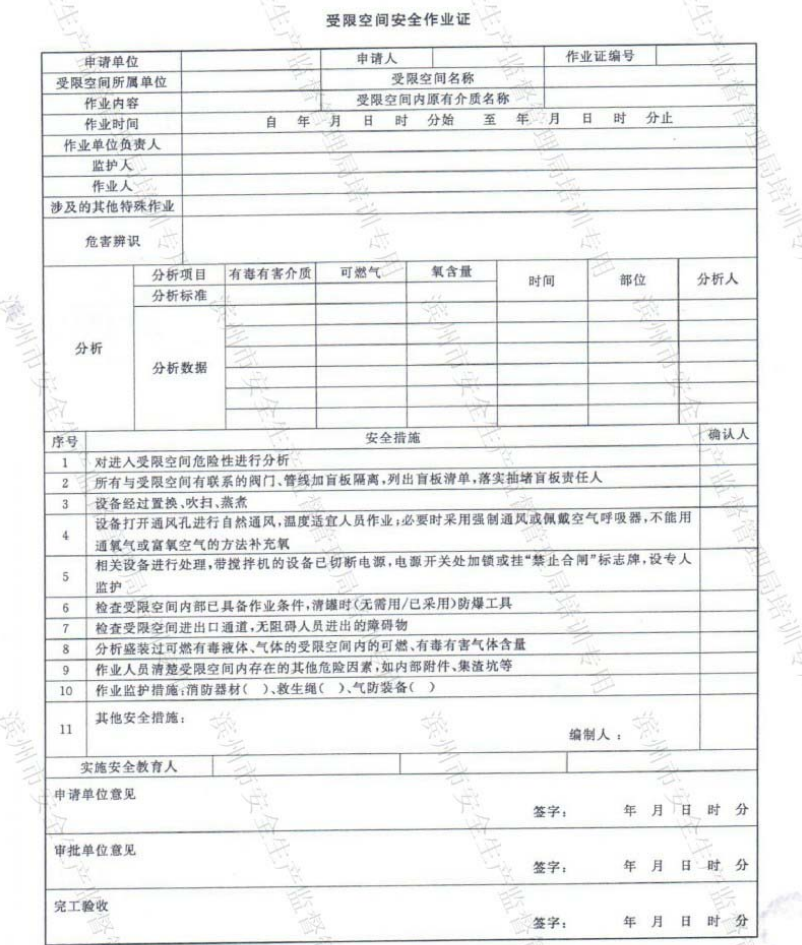 受限空间安全作业证
申请单位 申请人 作业证编号
受限空间所属单位 受限空间名称
作业内容 受限空间内原有介质名称
作业时间 自 年 月 日 时 分始 至 年 月 日 时 分止
作业单位负责人
监护人
作业人
涉及的其他特殊作业
危害辨识
分析 分析项目 有毒有害介质 可燃气 氧含量 时间 部位 分析人
分析标准
分析数据
序号 安全措施 确认人
1 对进入受限空间危险性进行分析
2 所有与受限空间有联系的阀门、管线加盲板隔离,列出盲板清单,落实抽堵盲板责任人
3 设备经过置换、吹扫、蒸煮
4 设备打开通风孔进行自然通风,温度适宜人员作业;必要时采用强制通风或佩戴空气呼吸器,不能用
通氧气或富氧空气的方法补充氧
5 相关设备进行处理,带搅拌机的设备已切断电源,电源开关处加锁或挂“禁止合闸”标志牌,设专人
监护
6 检查受限空间内部已具备作业条件,清罐时(无需用/已采用)防爆工具
7 检查受限空间进出口通道,无阻碍人员进出的障碍物
8 分析盛装过可燃有毒液体、气体的受限空间内的可燃、有毒有害气体含量
9 作业人员清楚受限空间内存在的其他危险因素,如内部附件、集渣坑等
10 作业监护措施:消防器材( )、救生绳( )、气防装备( )
11 其他安全措施:
编制人:
实施安全教育人
申请单位意见
签字: 年 月 日 时 分
审批单位意见
签字: 年 月 日 时 分
完工验收
签字: 年 月 日 时 分
滨州市安全生产监督管理局培训专用